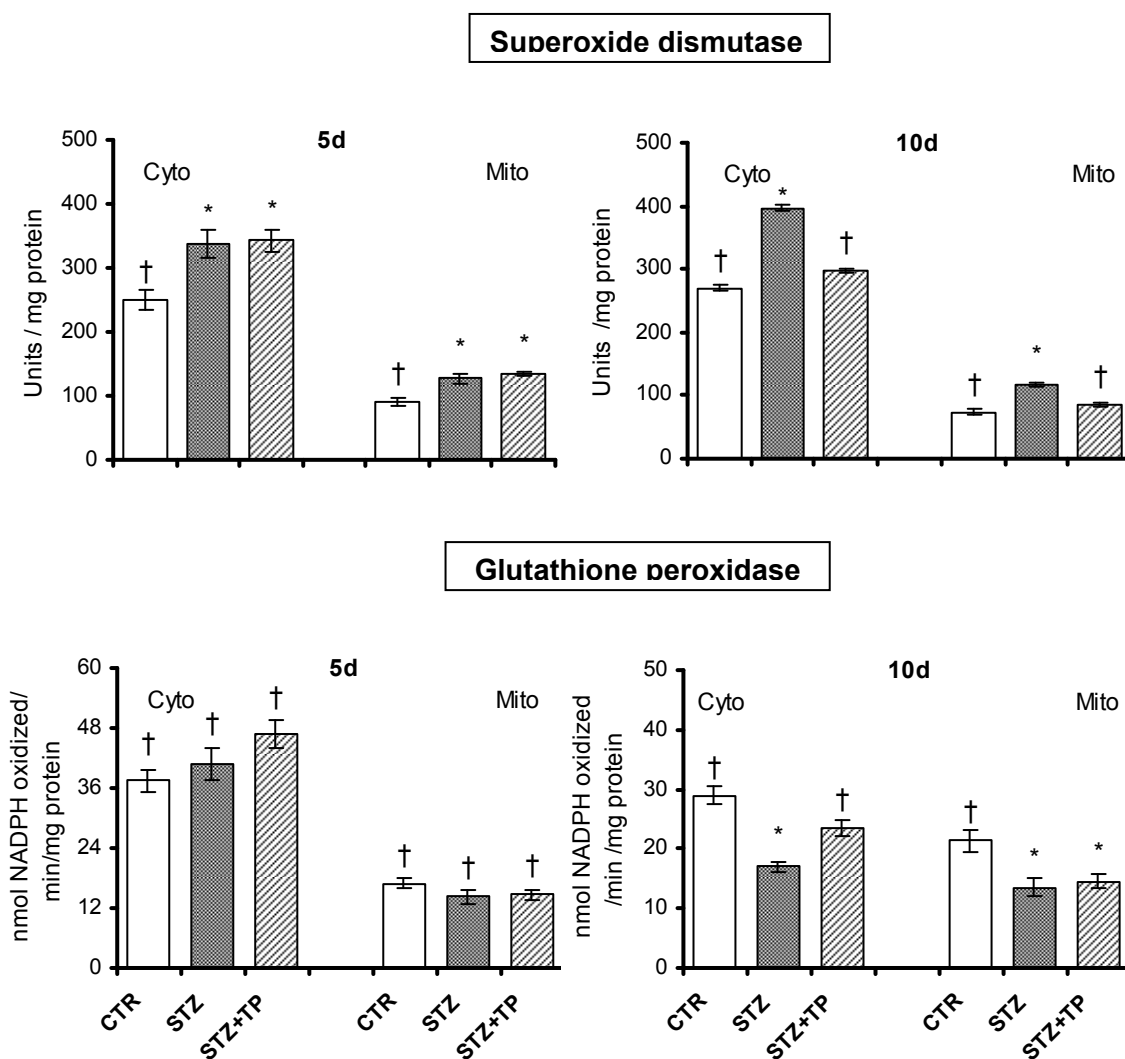 Superoxide dismutase
5d
Cyto
Mito
Units / mg protein
500
400
300
200
100
0
†
*
*
†
*
*
10d
Cyto
Mito
Units /mg protein
500
400
300
200
100
0
†
*
†
†
*
†
Glutathione peroxidase
5d
Cyto
Mito
nmol NADPH oxidized/
min/mg protein
60
48
36
24
12
0
†
†
†
†
†
†
CTR
STZ
STZ+TP
CTR
STZ
STZ+TP
10d
Cyto
Mito
nmol NADPH oxidized
/min /mg protein
50
40
30
20
10
0
†
*
†
†
*
*
CTR
STZ
STZ+TP
CTR
STZ
STZ+TP